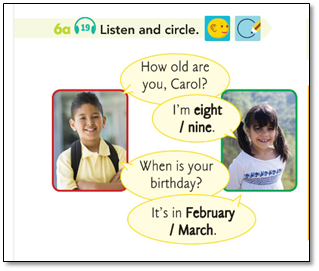 6a 19 Listen and circle.
How old are
you, Carol?
I'm eight
/ nine.
When is your
birthday?
It's in February
/ March.